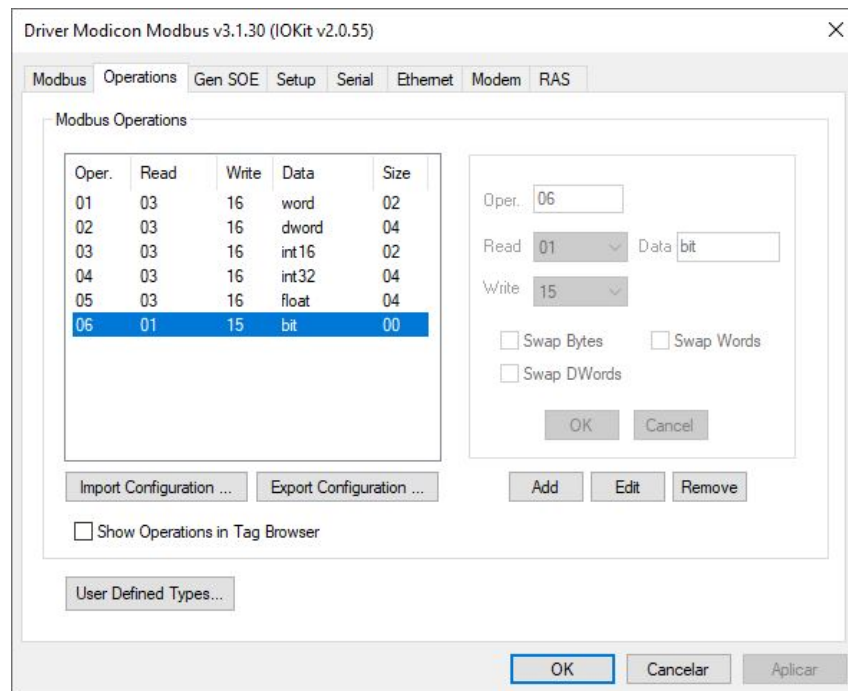 Driver Modicon Modbus v3.1.30 (IOKit v2.0.55)
Modbus Operations Gen SOE Setup Serial Ethernet Modem RAS
Modbus Operations
Oper. Read Write Data Size
01 03 16 word 02
02 03 16 dword 04
03 03 16 int16 02
04 03 16 int32 04
05 03 16 float 04
06 01 15 bit 00
Oper. 06
Read 01 Data bit
Write 15
Swap Bytes Swap Words
Swap DWords
OK Cancel
Import Configuration ... Export Configuration ... Add Edit Remove
Show Operations in Tag Browser
User Defined Types...
OK Cancelar Aplicar